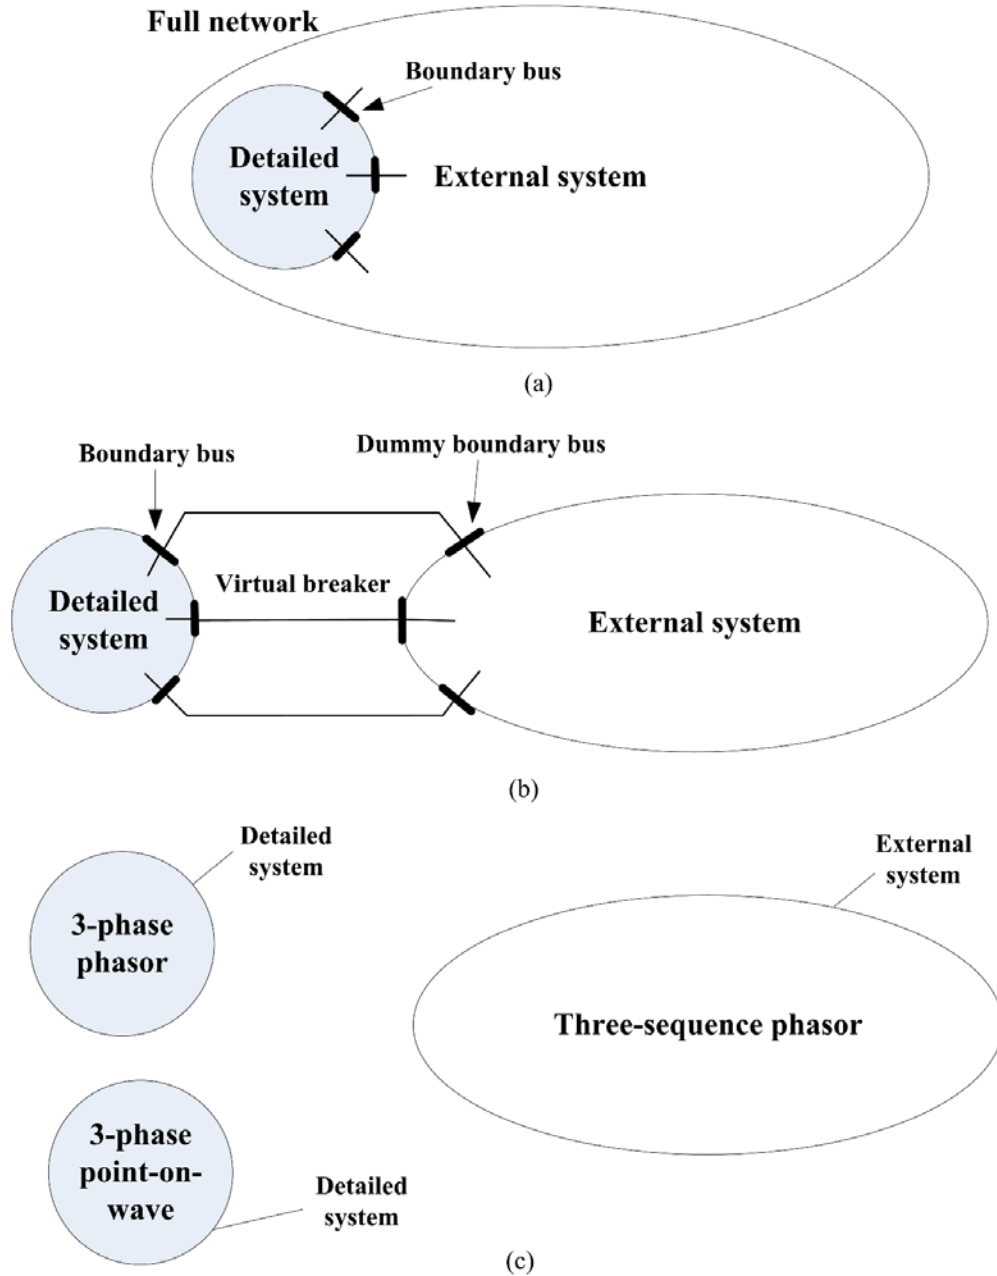 Full network
Boundary bus
Detailed
system
External system
(a)
Boundary bus
Dummy boundary bus
Virtual breaker
Detailed
system
External system
(b)
Detailed
system
3-phase
phasor
External
system
Three-sequence phasor
3-phase
point-on-
wave
Detailed
system
(c)